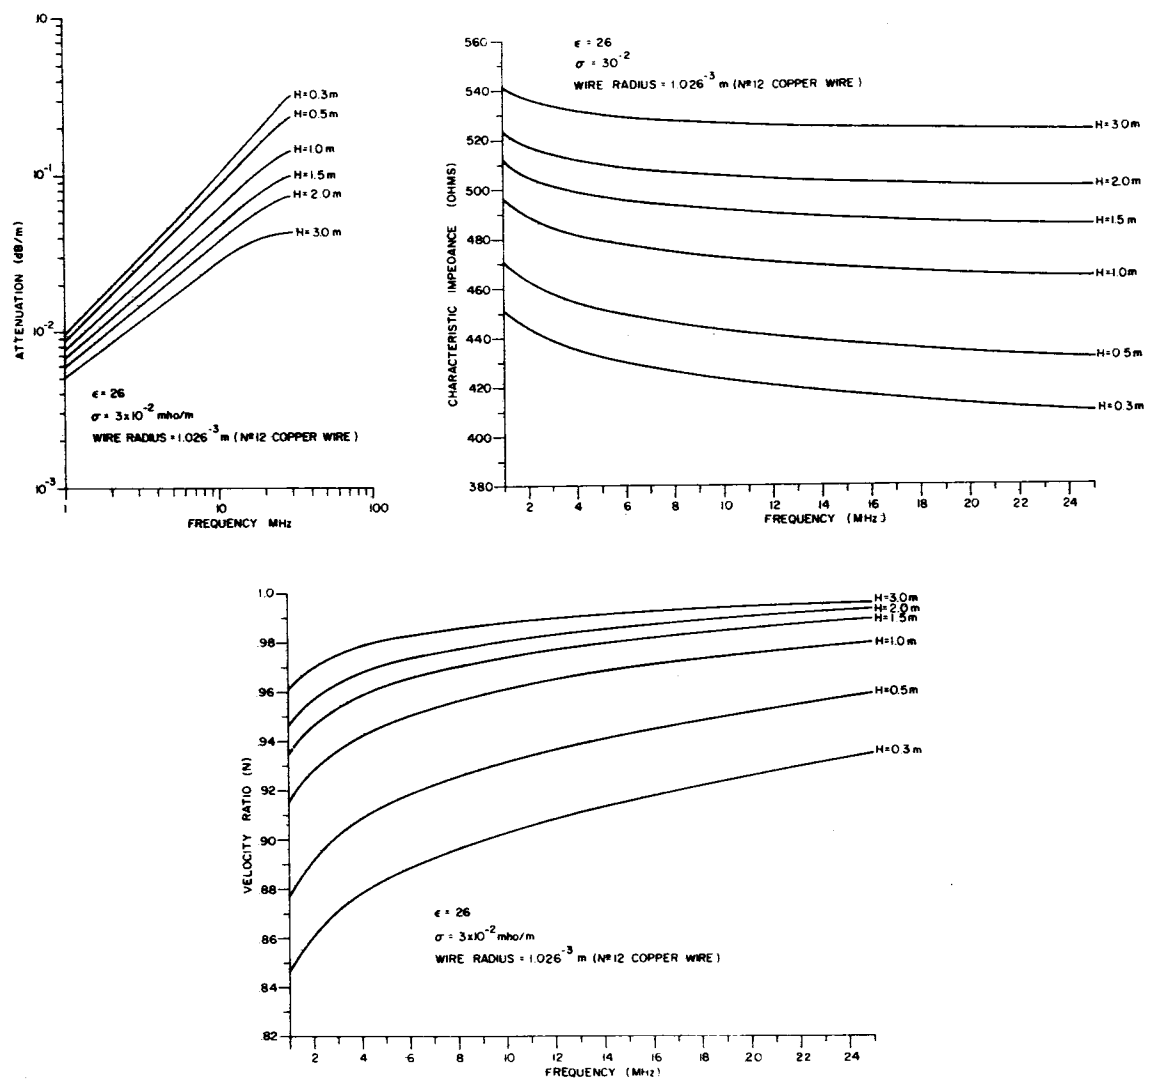 10
10⁻¹
10⁻²
10⁻³
ATTENUATION (dB/m)
H=0.3m
H=0.5m
H=1.0m
H=1.5m
H=2.0m
H=3.0m
ϵ=26
σ = 3x10⁻² mho/m
WIRE RADIUS=1.026⁻³ m (Nº12 COPPER WIRE)
1 10 100
FREQUENCY MHz
560
540
520
500
480
460
440
420
400
380
CHARACTERISTIC IMPEDANCE (OHMS)
ϵ = 26
σ = 30⁻²
WIRE RADIUS = 1.026⁻³ m (Nº12 COPPER WIRE)
H=3.0m
H=2.0m
H=1.5m
H=1.0m
H=0.5m
H=0.3m
2 4 6 8 10 12 14 16 18 20 22 24
FREQUENCY (MHz)
1.0
.98
.96
.94
.92
.90
.88
.86
.84
.82
VELOCITY RATIO (N)
H=3.0m
H=2.0m
H=1.5m
H=1.0m
H=0.5m
H=0.3m
ϵ = 26
σ = 3x10⁻² mho/m
WIRE RADIUS = 1.026⁻³ m (Nº12 COPPER WIRE)
2 4 6 8 10 12 14 16 18 20 22 24
FREQUENCY (MHz)